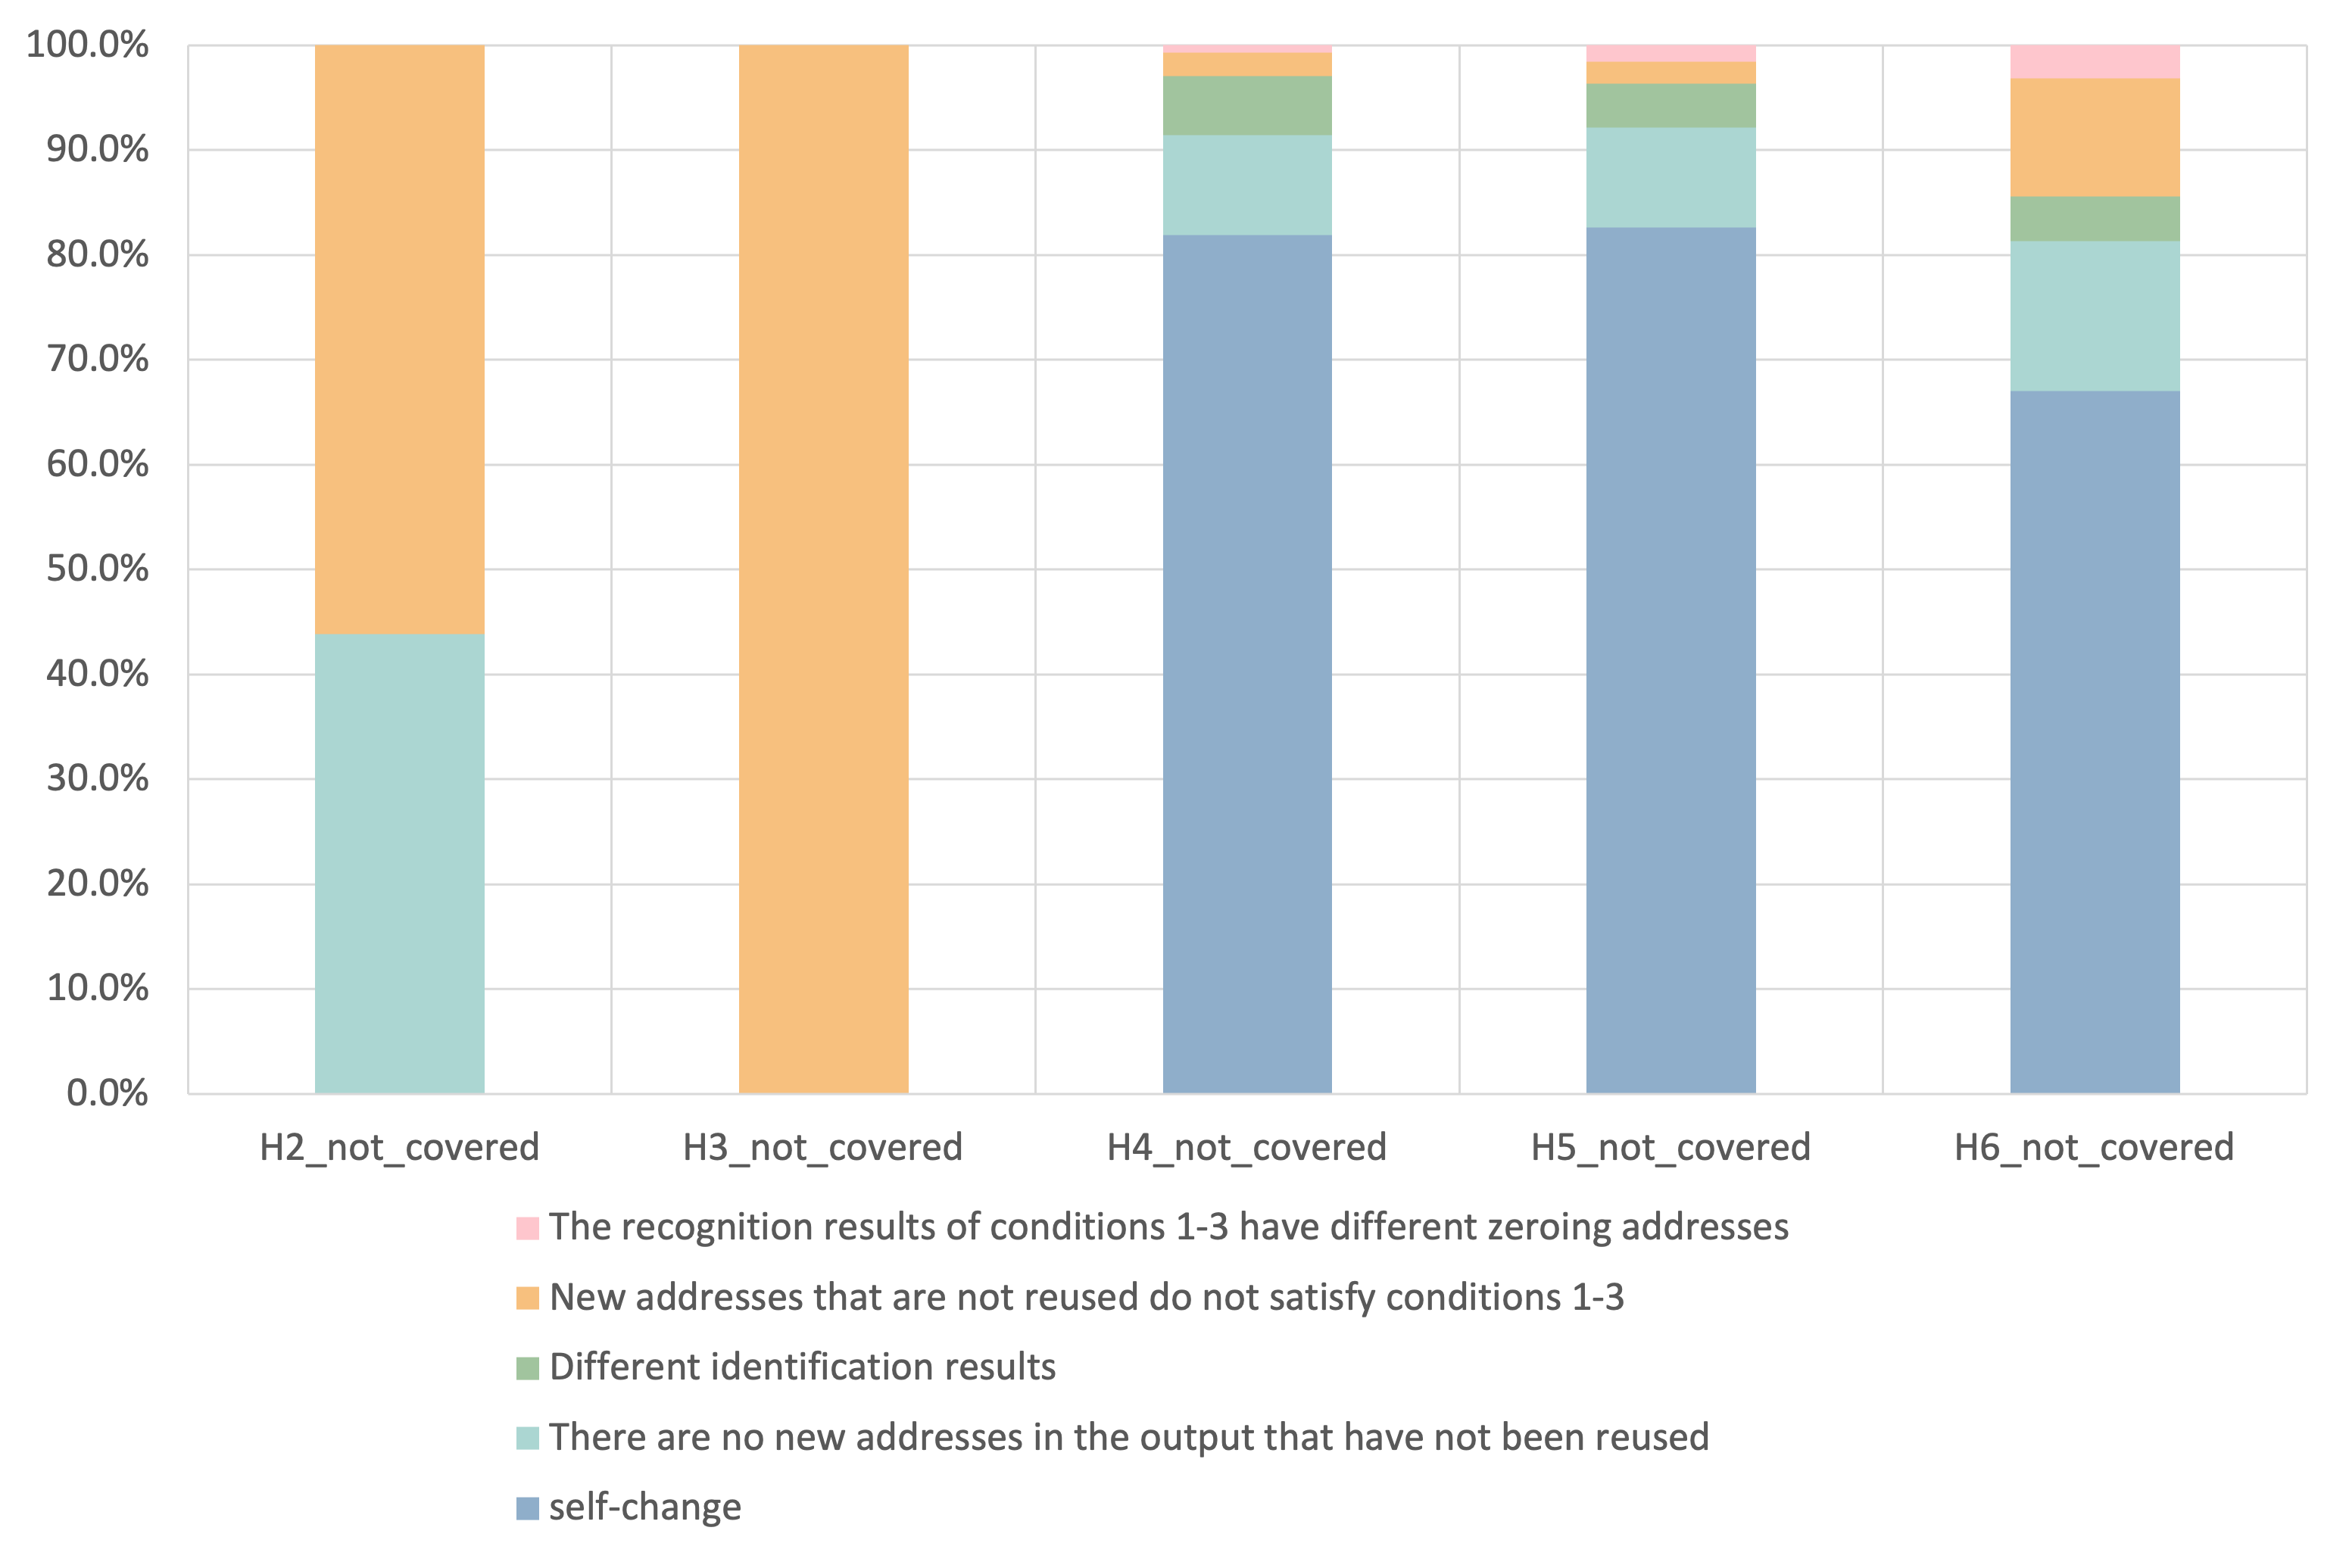 100.0%
90.0%
80.0%
70.0%
60.0%
50.0%
40.0%
30.0%
20.0%
10.0%
0.0%
H2_not_covered H3_not_covered H4_not_covered H5_not_covered H6_not_covered
The recognition results of conditions 1-3 have different zeroing addresses
New addresses that are not reused do not satisfy conditions 1-3
Different identification results
There are no new addresses in the output that have not been reused
self-change